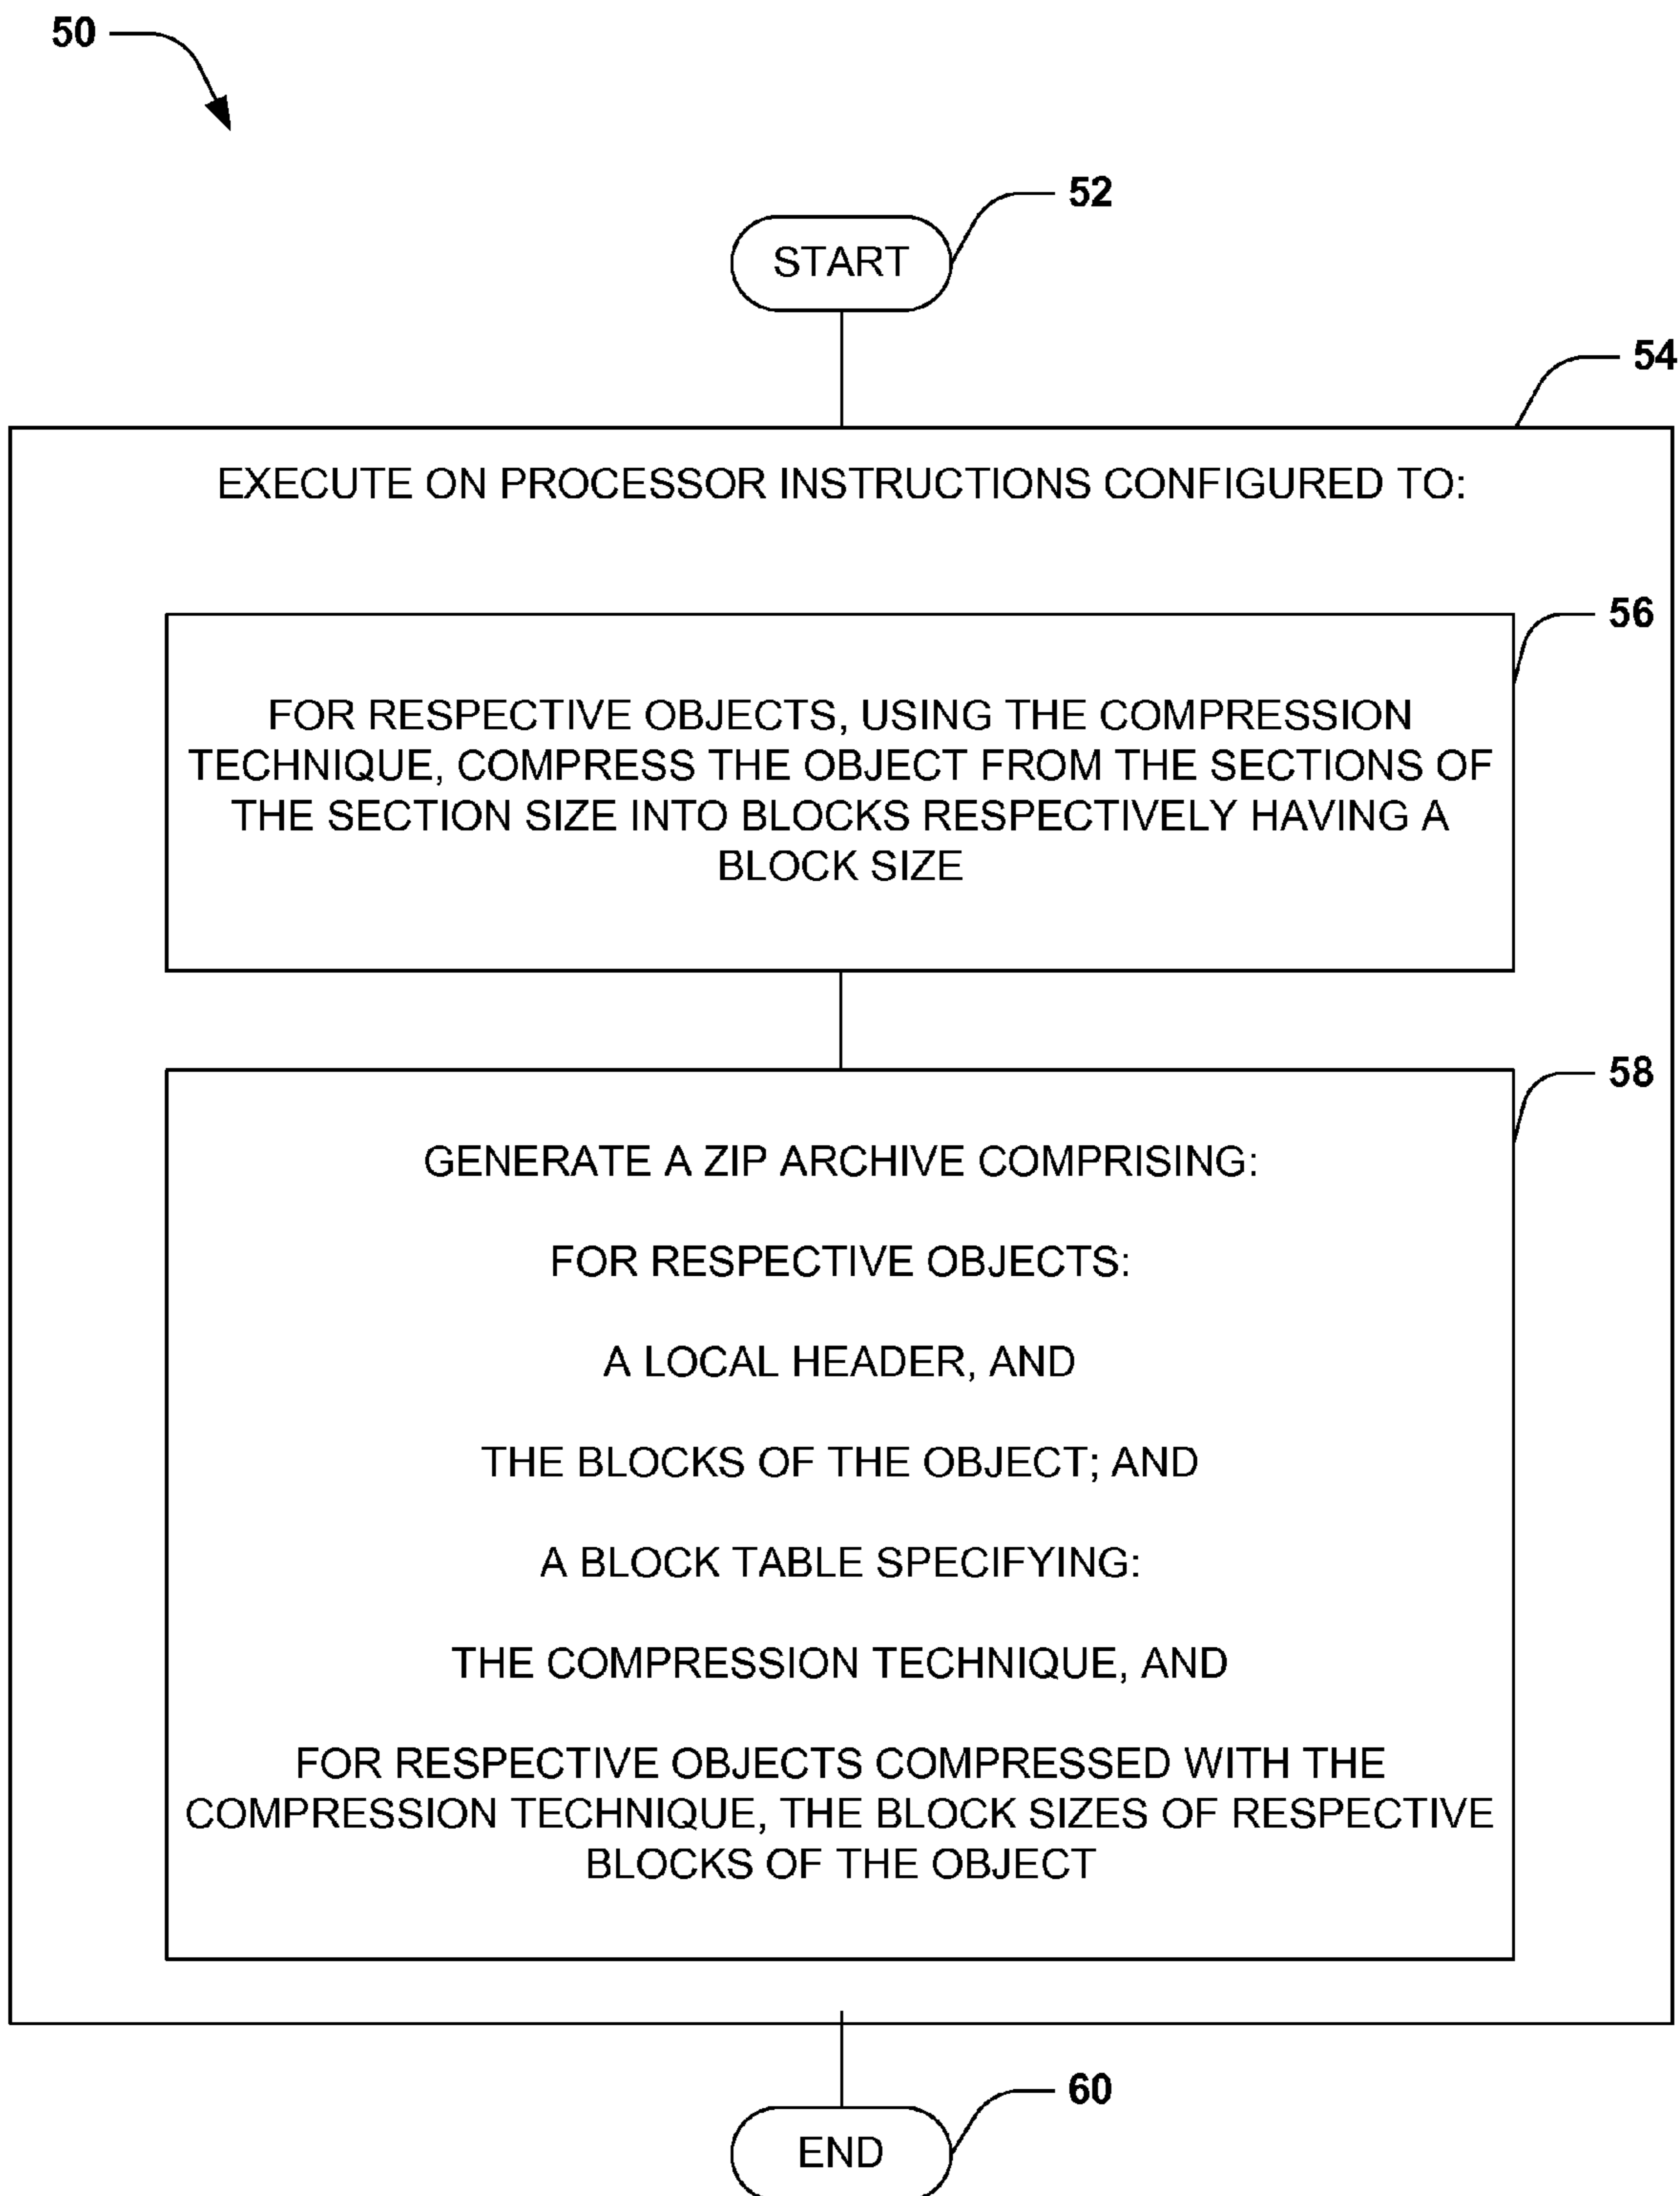 50
52
START
54
EXECUTE ON PROCESSOR INSTRUCTIONS CONFIGURED TO:
56
FOR RESPECTIVE OBJECTS, USING THE COMPRESSION
TECHNIQUE, COMPRESS THE OBJECT FROM THE SECTIONS OF
THE SECTION SIZE INTO BLOCKS RESPECTIVELY HAVING A
BLOCK SIZE
58
GENERATE A ZIP ARCHIVE COMPRISING:
FOR RESPECTIVE OBJECTS:
A LOCAL HEADER, AND
THE BLOCKS OF THE OBJECT; AND
A BLOCK TABLE SPECIFYING:
THE COMPRESSION TECHNIQUE, AND
FOR RESPECTIVE OBJECTS COMPRESSED WITH THE
COMPRESSION TECHNIQUE, THE BLOCK SIZES OF RESPECTIVE
BLOCKS OF THE OBJECT
60
END